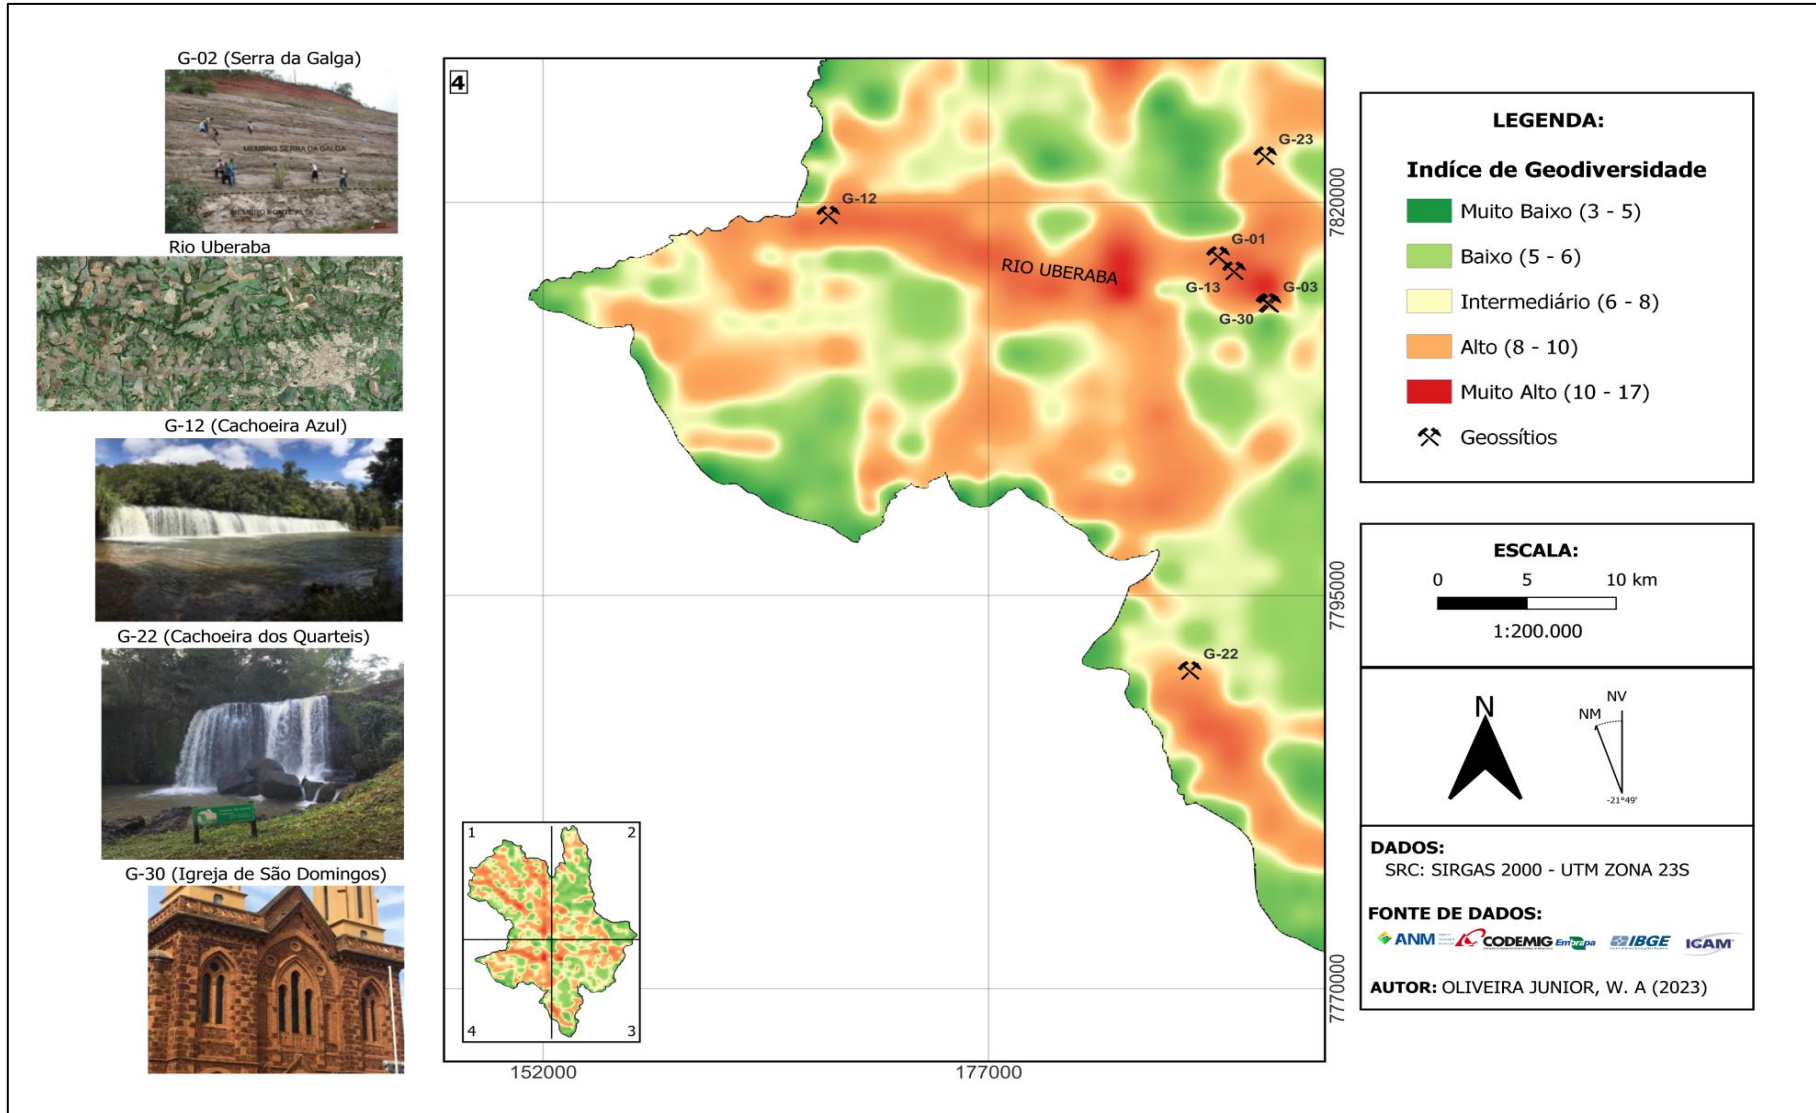 G-02 (Serra da Galga)
MEMBRO SERRA DA GALGA
MEMBRO PONTE ALTA
Rio Uberaba
G-12 (Cachoeira Azul)
G-22 (Cachoeira dos Quarteis)
G-30 (Igreja de São Domingos)
4
G-23
G-12
G-01
RIO UBERABA
G-13
G-03
G-30
G-22
7820000
7795000
7770000
152000
177000
1
2
4
3
LEGENDA:
Indíce de Geodiversidade
Muito Baixo (3 - 5)
Baixo (5 - 6)
Intermediário (6 - 8)
Alto (8 - 10)
Muito Alto (10 - 17)
Geossítios
ESCALA:
0 5 10 km
1:200.000
N
NV
NM
-21°49'
DADOS:
SRC: SIRGAS 2000 - UTM ZONA 23S
FONTE DE DADOS:
ANM CODEMIG Embrapa IBGE IGAM
AUTOR: OLIVEIRA JUNIOR, W. A (2023)